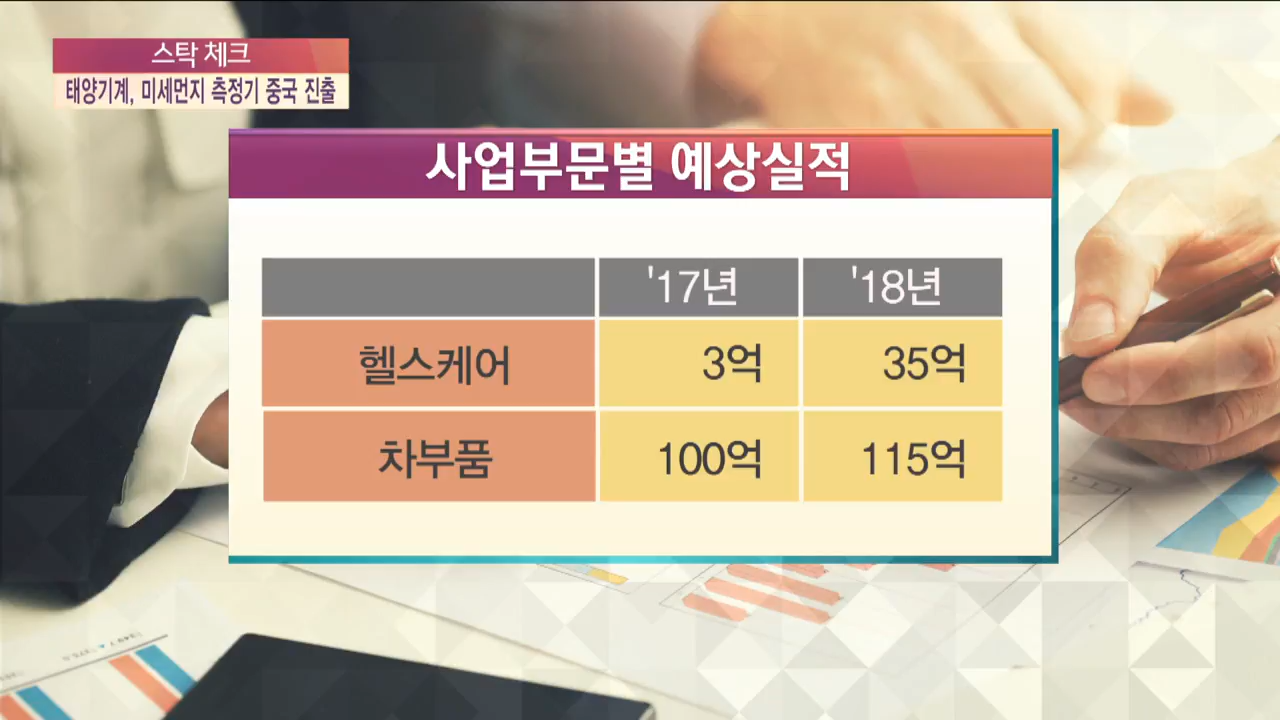 스탁 체크
태양기계, 미세먼지 측정기 중국 진출
사업부문별 예상실적
'17년 '18년
헬스케어 3억 35억
차부품 100억 115억